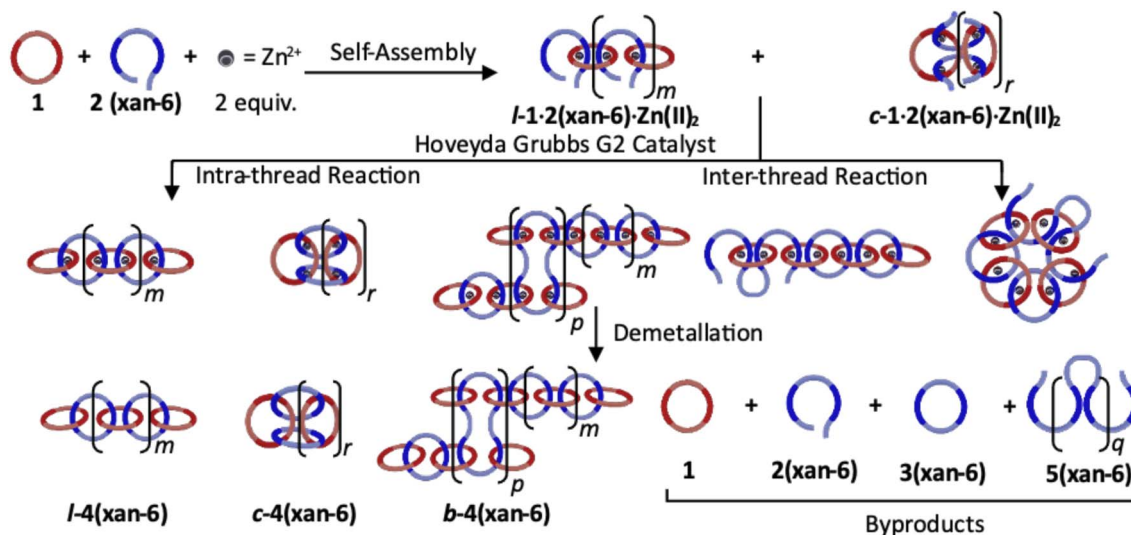 + + = Zn²⁺ Self-Assembly +
1 2 (xan-6) 2 equiv. m r
l-1·2(xan-6)·Zn(II)₂ c-1·2(xan-6)·Zn(II)₂
Hoveyda Grubbs G2 Catalyst
Intra-thread Reaction Inter-thread Reaction
m r m
p Demetallation
m r m p + + + q
1 2(xan-6) 3(xan-6) 5(xan-6)
l-4(xan-6) c-4(xan-6) b-4(xan-6) Byproducts